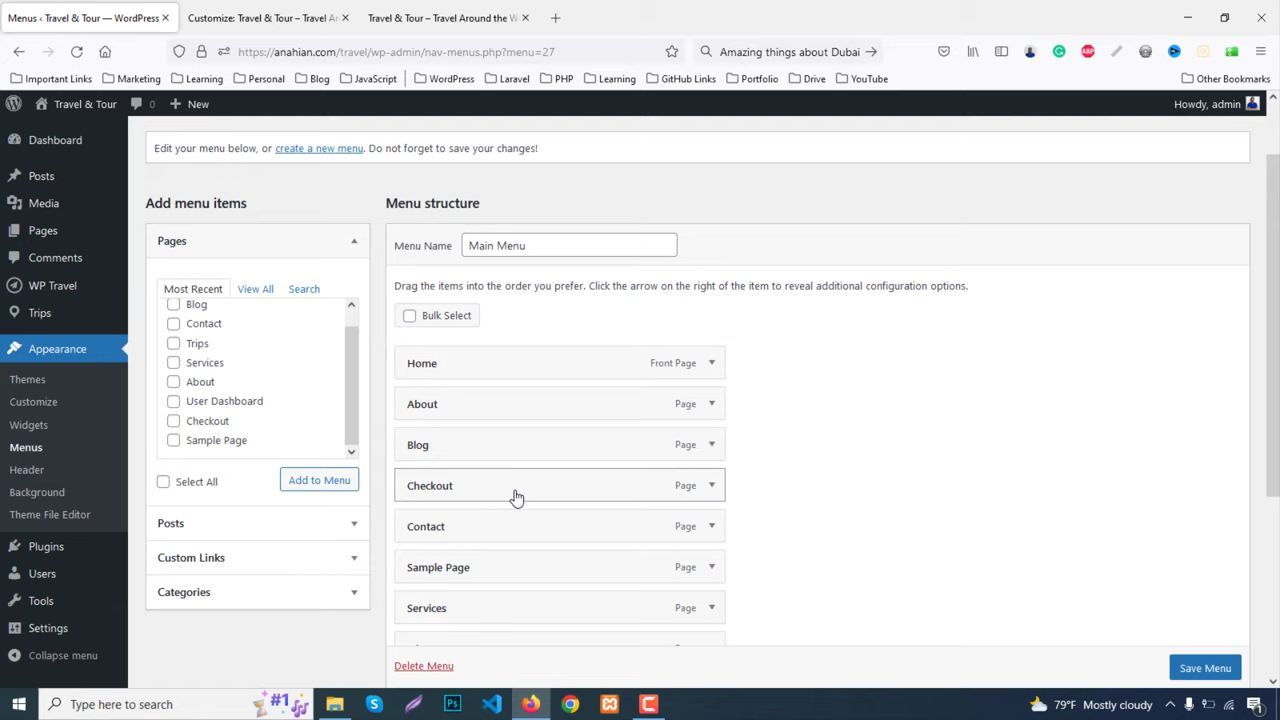 Menus ‹ Travel & Tour — WordPress
Customize: Travel & Tour – Travel Ar
Travel & Tour – Travel Around the W
https://anahian.com/travel/wp-admin/nav-menus.php?menu=27
Amazing things about Dubai
Important Links
Marketing
Learning
Personal
Blog
JavaScript
WordPress
Laravel
PHP
Learning
GitHub Links
Portfolio
Drive
YouTube
Other Bookmarks
Travel & Tour
0
New
Howdy, admin
Dashboard
Posts
Media
Pages
Comments
WP Travel
Trips
Appearance
Themes
Customize
Widgets
Menus
Header
Background
Theme File Editor
Plugins
Users
Tools
Settings
Collapse menu
Edit your menu below, or create a new menu. Do not forget to save your changes!
Add menu items
Pages
Most Recent
View All
Search
Blog
Contact
Trips
Services
About
User Dashboard
Checkout
Sample Page
Select All
Add to Menu
Posts
Custom Links
Categories
Menu structure
Menu Name
Main Menu
Drag the items into the order you prefer. Click the arrow on the right of the item to reveal additional configuration options.
Bulk Select
Home
Front Page
About
Page
Blog
Page
Checkout
Page
Contact
Page
Sample Page
Page
Services
Page
Delete Menu
Save Menu
Type here to search
#1
79°F Mostly cloudy